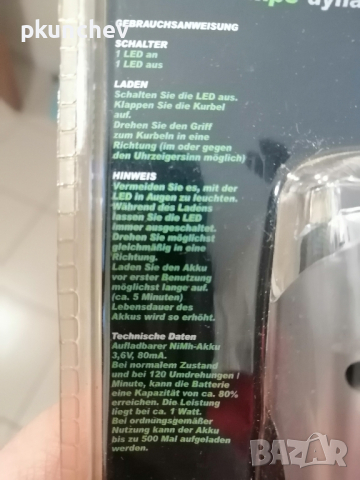 pkupchev
dyna
GEBRAUCHSANWEISUNG
SCHALTER
1 LED an
1 LED aus
LADEN
Schalten Sie die LED aus.
Klappen Sie die Kurbel
auf.
Drehen Sie den Griff
zum Kurbeln in eine
Richtung (im oder gegen
den Uhrzeigersinn möglich)
HINWEIS
Vermeiden Sie es, mit der
LED in Augen zu leuchten.
Während des Ladens
lassen Sie die LED
immer ausgeschaltet.
Drehen Sie möglichst
gleichmäßig in eine
Richtung.
Laden Sie den Akku
vor erster Benutzung
möglichst lange auf.
(ca. 5 Minuten)
Lebensdauer des
Akkus wird so erhöht.
Technische Daten
Aufladbarer NiMh-Akku
3,6V, 80mA.
Bei normalem Zustand
und bei 120 Umdrehungen /
Minute, kann die Batterie
eine Kapazität von ca. 80%
erreichen. Die Leistung
liegt bei ca. 1 Watt.
Bei ordnungsgemäßer
Nutzung kann der Akku
bis zu 500 Mal aufgeladen
werden.
BAZAR